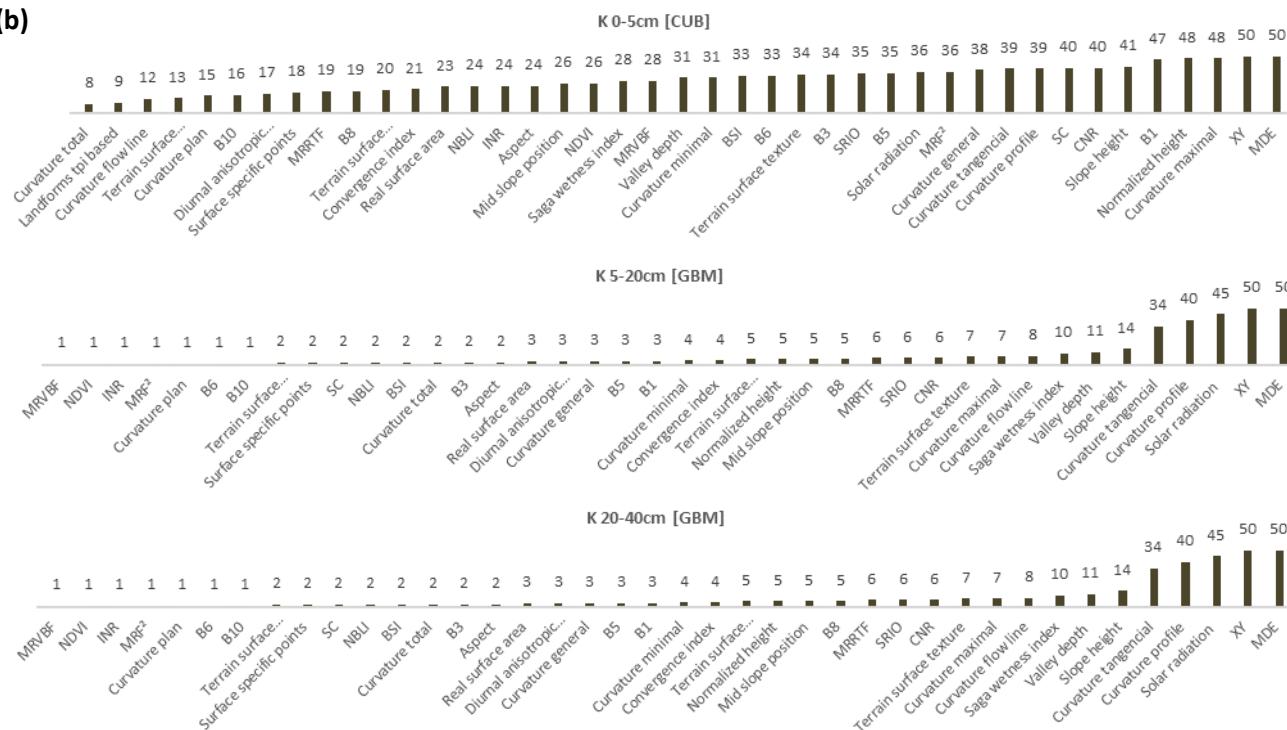 (b)
K 0-5cm [CUB]
8 9 12 13 15 16 17 18 19 19 20 21 23 24 24 24 26 26 28 28 31 31 33 33 34 34 35 35 36 36 38 39 39 40 40 41 47 48 48 50 50
Curvature total
Landforms tpi based
Curvature flow line
Terrain surface...
Curvature plan
B10
Diurnal anisotropic...
Surface specific points
MRRTF
B8
Terrain surface...
Convergence index
Real surface area
NBLI
INR
Aspect
Mid slope position
NDVI
Saga wetness index
MRVBF
Valley depth
Curvature minimal
BSI
B6
Terrain surface texture
B3
SRIO
B5
Solar radiation
MRF²
Curvature general
Curvature tangencial
Curvature profile
SC
CNR
Slope height
B1
Normalized height
Curvature maximal
XY
MDE
K 5-20cm [GBM]
1 1 1 1 1 1 1 2 2 2 2 2 2 2 2 3 3 3 3 3 4 4 5 5 5 5 6 6 6 7 7 8 10 11 14 34 40 45 50 50
MRVBF
NDVI
INR
MRF²
Curvature plan
B6
B10
Terrain surface...
Surface specific points
SC
NBLI
BSI
Curvature total
B3
Aspect
Real surface area
Diurnal anisotropic...
Curvature general
B5
B1
Curvature minimal
Convergence index
Terrain surface...
Normalized height
Mid slope position
B8
MRRTF
SRIO
CNR
Terrain surface texture
Curvature maximal
Curvature flow line
Saga wetness index
Valley depth
Slope height
Curvature tangencial
Curvature profile
Solar radiation
XY
MDE
K 20-40cm [GBM]
1 1 1 1 1 1 1 2 2 2 2 2 2 2 2 3 3 3 3 3 4 4 5 5 5 5 6 6 6 7 7 8 10 11 14 34 40 45 50 50
MRVBF
NDVI
INR
MRF²
Curvature plan
B6
B10
Terrain surface...
Surface specific points
SC
NBLI
BSI
Curvature total
B3
Aspect
Real surface area
Diurnal anisotropic...
Curvature general
B5
B1
Curvature minimal
Convergence index
Terrain surface...
Normalized height
Mid slope position
B8
MRRTF
SRIO
CNR
Terrain surface texture
Curvature maximal
Curvature flow line
Saga wetness index
Valley depth
Slope height
Curvature tangencial
Curvature profile
Solar radiation
XY
MDE